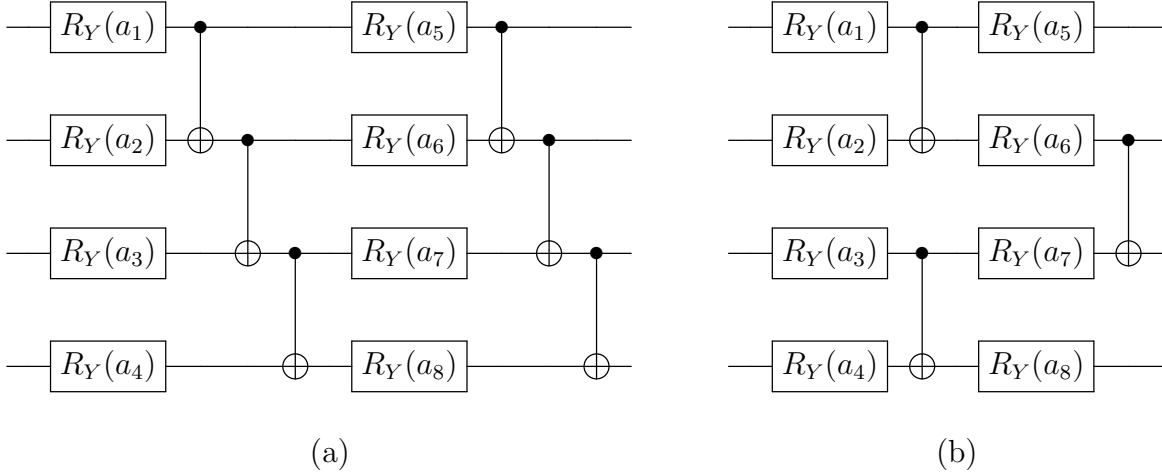 R_Y(a_1) R_Y(a_5) R_Y(a_1) R_Y(a_5)
R_Y(a_2) R_Y(a_6) R_Y(a_2) R_Y(a_6)
R_Y(a_3) R_Y(a_7) R_Y(a_3) R_Y(a_7)
R_Y(a_4) R_Y(a_8) R_Y(a_4) R_Y(a_8)
(a) (b)